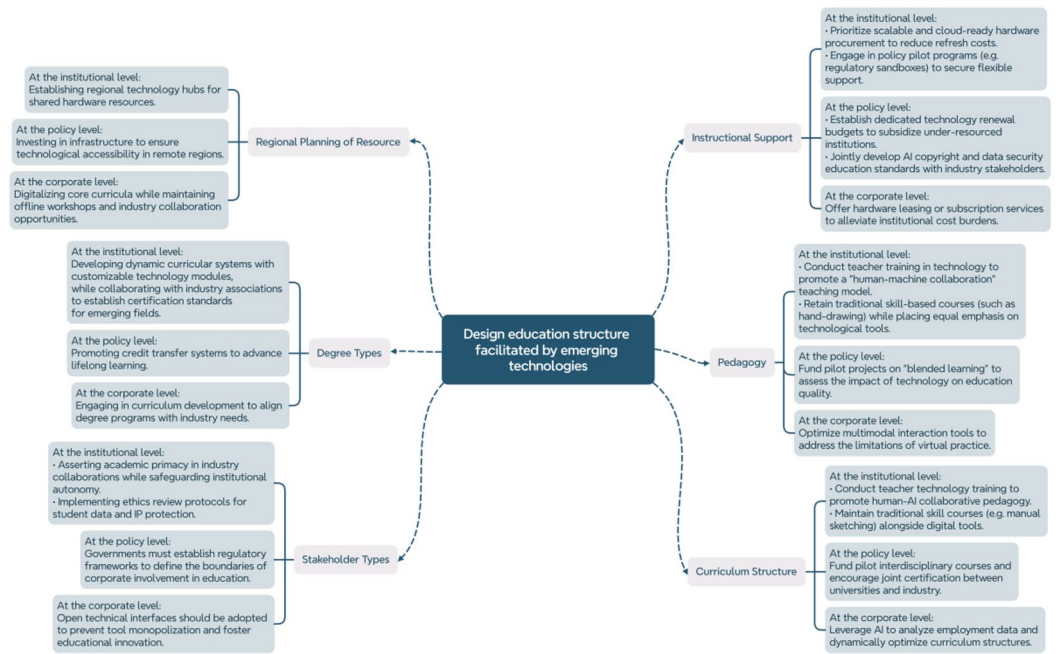 At the institutional level:
Establishing regional technology hubs for
shared hardware resources.
At the policy level:
Investing in infrastructure to ensure
technological accessibility in remote regions.
At the corporate level:
Digitalizing core curricula while maintaining
offline workshops and industry collaboration
opportunities.
Regional Planning of Resource
At the institutional level:
Developing dynamic curricular systems with
customizable technology modules,
while collaborating with industry associations
to establish certification standards
for emerging fields.
At the policy level:
Promoting credit transfer systems to advance
lifelong learning.
At the corporate level:
Engaging in curriculum development to align
degree programs with industry needs.
Degree Types
At the institutional level:
• Asserting academic primacy in industry
collaborations while safeguarding institutional
autonomy.
• Implementing ethics review protocols for
student data and IP protection.
At the policy level:
Governments must establish regulatory
frameworks to define the boundaries of
corporate involvement in education.
At the corporate level:
Open technical interfaces should be adopted
to prevent tool monopolization and foster
educational innovation.
Stakeholder Types
Design education structure
facilitated by emerging
technologies
Instructional Support
At the institutional level:
• Prioritize scalable and cloud-ready hardware
procurement to reduce refresh costs.
• Engage in policy pilot programs (e.g.
regulatory sandboxes) to secure flexible
support.
At the policy level:
• Establish dedicated technology renewal
budgets to subsidize under-resourced
institutions.
• Jointly develop AI copyright and data security
education standards with industry stakeholders.
At the corporate level:
Offer hardware leasing or subscription services
to alleviate institutional cost burdens.
Pedagogy
At the institutional level:
• Conduct teacher training in technology to
promote a "human-machine collaboration"
teaching model.
• Retain traditional skill-based courses (such as
hand-drawing) while placing equal emphasis on
technological tools.
At the policy level:
Fund pilot projects on "blended learning" to
assess the impact of technology on education
quality.
At the corporate level:
Optimize multimodal interaction tools to
address the limitations of virtual practice.
Curriculum Structure
At the institutional level:
• Conduct teacher technology training to
promote human-AI collaborative pedagogy.
• Maintain traditional skill courses (e.g. manual
sketching) alongside digital tools.
At the policy level:
Fund pilot interdisciplinary courses and
encourage joint certification between
universities and industry.
At the corporate level:
Leverage AI to analyze employment data and
dynamically optimize curriculum structures.